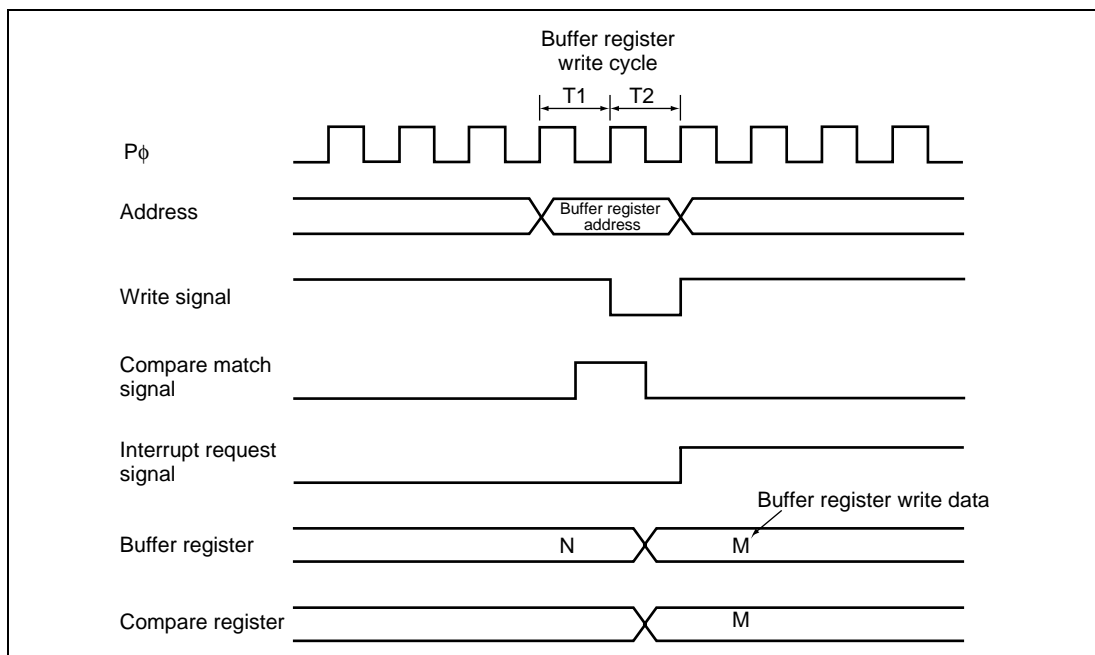 Buffer register
write cycle
T1 T2
Pϕ
Address
Buffer register
address
Write signal
Compare match
signal
Interrupt request
signal
Buffer register write data
Buffer register
N M
Compare register
M